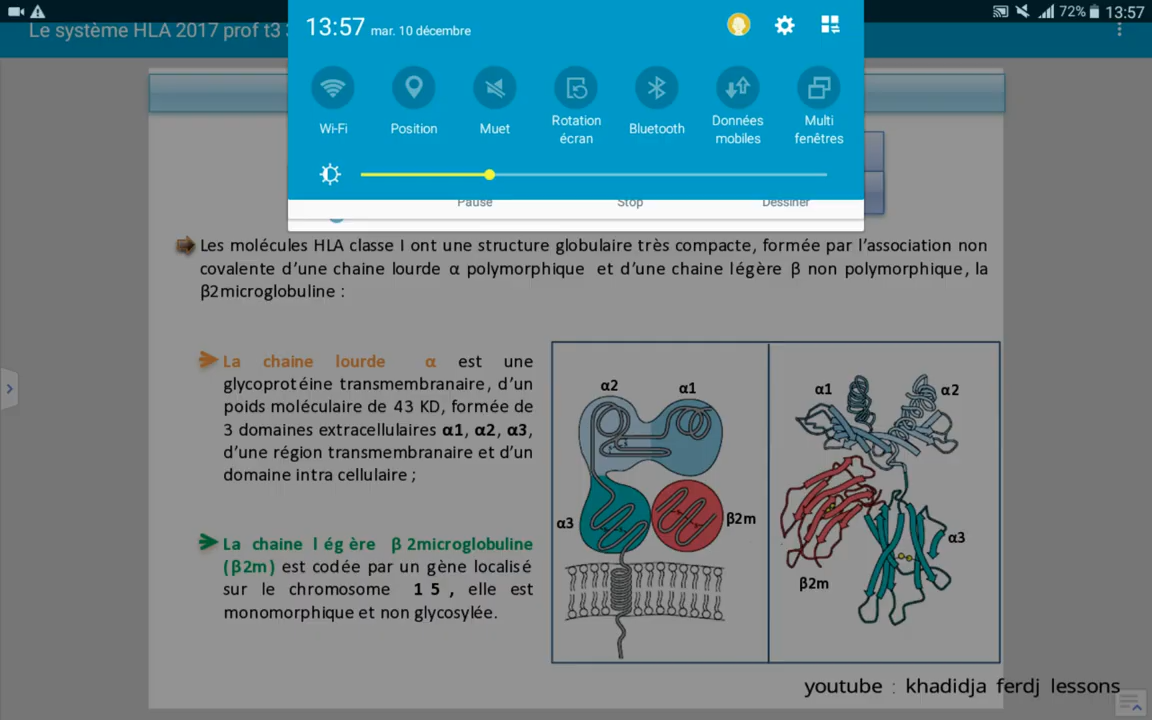 72% 13:57
Le système HLA 2017 prof t3
13:57 mar. 10 décembre
Wi-Fi
Position
Muet
Rotation
écran
Bluetooth
Données
mobiles
Multi
fenêtres
Pause
Stop
Dessiner
Les molécules HLA classe I ont une structure globulaire très compacte, formée par l'association non
covalente d'une chaine lourde α polymorphique et d'une chaine légère β non polymorphique, la
β2microglobuline :
La chaine lourde α est une
glycoprotéine transmembranaire, d'un
poids moléculaire de 43 KD, formée de
3 domaines extracellulaires α1, α2, α3,
d'une région transmembranaire et d'un
domaine intra cellulaire ;
La chaine l ég ère β 2microglobuline
(β2m) est codée par un gène localisé
sur le chromosome 1 5 , elle est
monomorphique et non glycosylée.
α2
α1
α3
β2m
α1
α2
α3
β2m
youtube : khadidja ferdj lessons